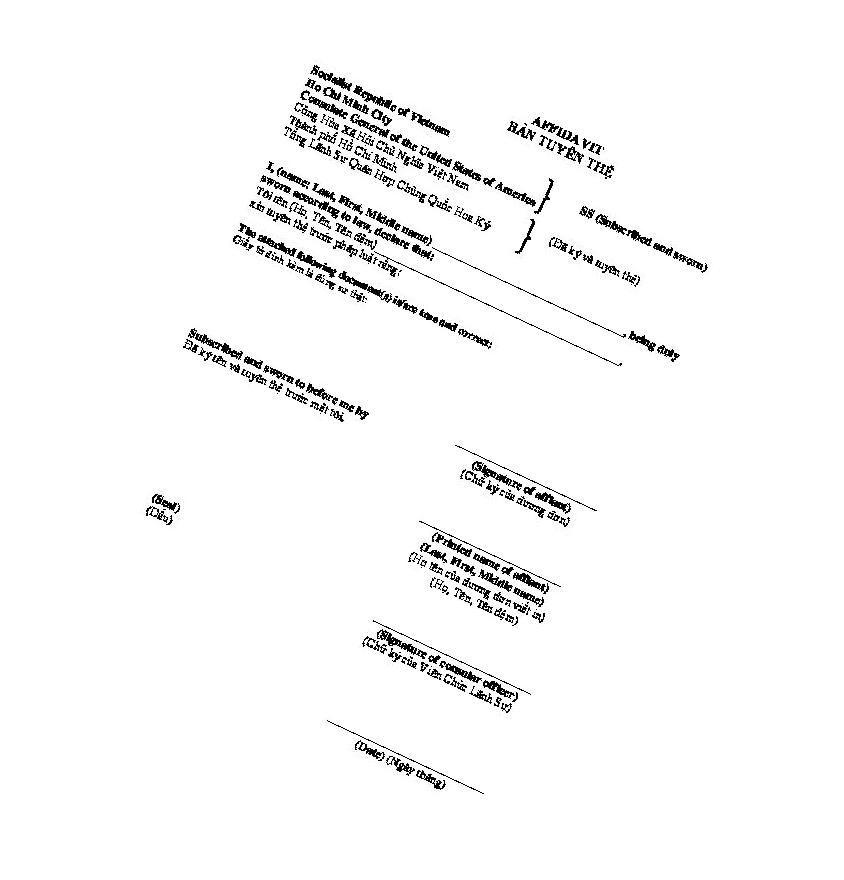 AFFIDAVIT
BẢN TUYÊN THỆ
Socialist Republic of Vietnam
Ho Chi Minh City
Consulate General of the United States of America
Cộng Hòa Xã Hội Chủ Nghĩa Việt Nam
Thành phố Hồ Chí Minh
Tổng Lãnh Sự Quán Hợp Chủng Quốc Hoa Kỳ
SS (Subscribed and sworn)
(Đã ký và tuyên thệ)
I, (name: Last, First, Middle name) , being duly
sworn according to law, declare that:
Tôi tên (Họ, Tên, Tên đệm) ,
xin tuyên thệ trước pháp luật rằng:
The attached following document(s) is/are true and correct:
Giấy tờ đính kèm là đúng sự thật:
Subscribed and sworn to before me by
Đã ký tên và tuyên thệ trước mặt tôi,
(Signature of affiant)
(Chữ ký của đương đơn)
(Seal)
(Dấu)
(Printed name of affiant)
(Last, First, Middle name)
(Họ tên của đương đơn viết in)
(Họ, Tên, Tên đệm)
(Signature of consular officer)
(Chữ ký của Viên Chức Lãnh Sự)
(Date) (Ngày tháng)